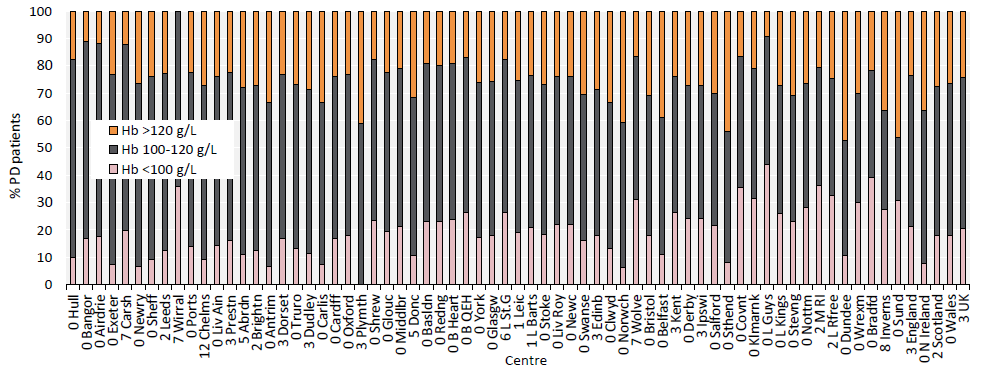 100
90
80
70
60
50
40
30
20
10
0
% PD patients
Hb >120 g/L
Hb 100-120 g/L
Hb <100 g/L
0 Hull
0 Bangor
0 Airdrie
0 Exeter
7 Carsh
0 Newry
0 Sheff
2 Leeds
7 Wirral
0 Ports
12 Chelms
0 Liv Ain
3 Prestn
5 Abrdn
2 Brightn
0 Antrim
3 Dorset
0 Truro
3 Dudley
0 Carlis
0 Cardff
0 Oxford
3 Plymth
0 Shrew
0 Glouc
0 Middlbr
5 Donc
0 Basldn
0 Redng
0 B Heart
0 B QEH
0 York
0 Glasgw
6 L St.G
1 Leic
1 L Barts
0 Stoke
0 Liv Roy
0 Newc
0 Swanse
3 Edinb
0 Clwyd
0 Norwch
7 Wolve
0 Bristol
0 Belfast
3 Kent
0 Derby
3 Ipswi
0 Salford
0 Sthend
0 Covnt
0 Klmarnk
0 L Guys
0 L Kings
0 Stevng
0 Nottm
2 M RI
2 L Rfree
0 Dundee
0 Wrexm
0 Bradfd
8 Inverns
0 Sund
3 England
0 N Ireland
2 Scotland
0 Wales
3 UK
Centre